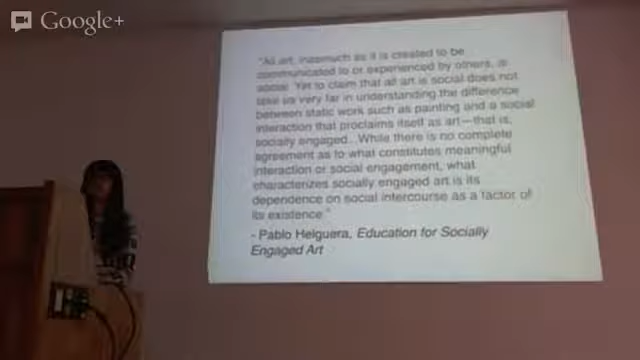 Google+
"All art, inasmuch as it is created to be
communicated to or experienced by others, is
social. Yet to claim that all art is social does not
take us very far in understanding the difference
between static work such as painting and a social
interaction that proclaims itself as art—that is,
socially engaged...While there is no complete
agreement as to what constitutes meaningful
interaction or social engagement, what
characterizes socially engaged art is its
dependence on social intercourse as a factor of
its existence."
- Pablo Helguera, Education for Socially
Engaged Art